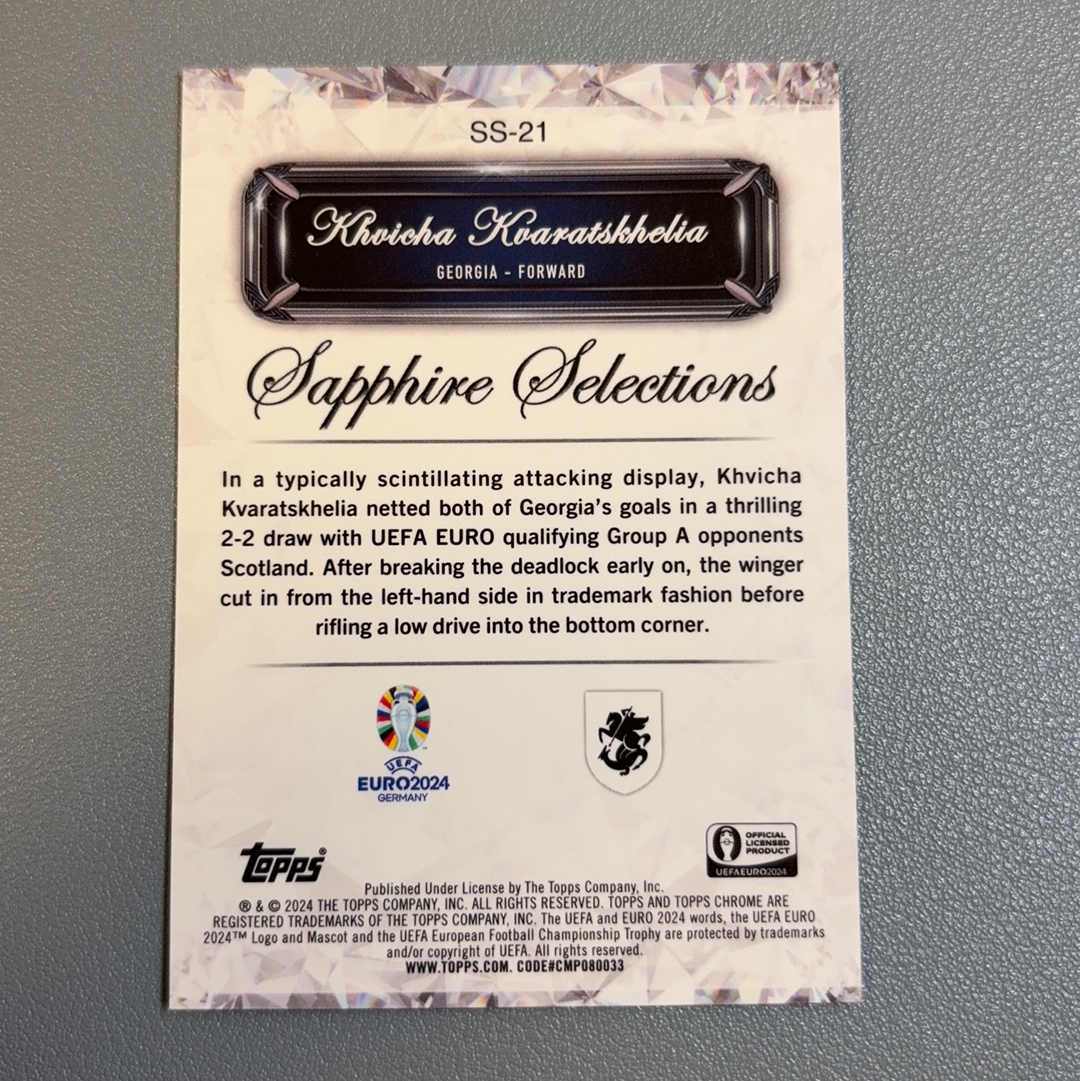 SS-21
Khvicha Kvaratskhelia
GEORGIA - FORWARD
Sapphire Selections
In a typically scintillating attacking display, Khvicha
Kvaratskhelia netted both of Georgia's goals in a thrilling
2-2 draw with UEFA EURO qualifying Group A opponents
Scotland. After breaking the deadlock early on, the winger
cut in from the left-hand side in trademark fashion before
rifling a low drive into the bottom corner.
UEFA
EURO2024
GERMANY
OFFICIAL
LICENSED
PRODUCT
UEFAEURO2024
Topps®
Published Under License by The Topps Company, Inc.
® & © 2024 THE TOPPS COMPANY, INC. ALL RIGHTS RESERVED. TOPPS AND TOPPS CHROME ARE
REGISTERED TRADEMARKS OF THE TOPPS COMPANY, INC. The UEFA and EURO 2024 words, the UEFA EURO
2024™ Logo and Mascot and the UEFA European Football Championship Trophy are protected by trademarks
and/or copyright of UEFA. All rights reserved.
WWW.TOPPS.COM. CODE#CMP080033